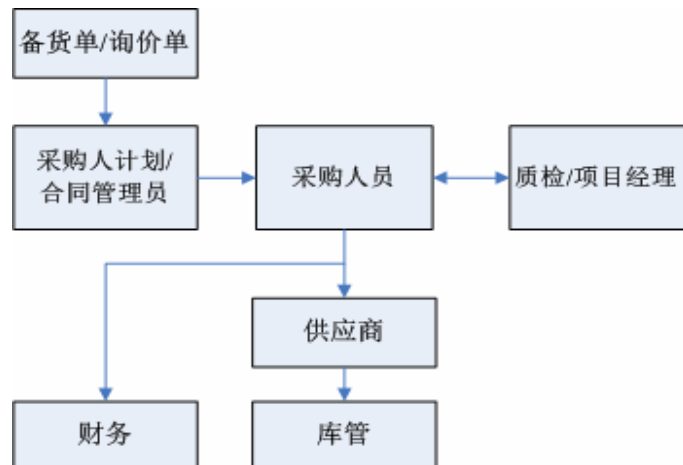 备货单/询价单
采购人计划/
合同管理员
采购人员
质检/项目经理
供应商
财务
库管